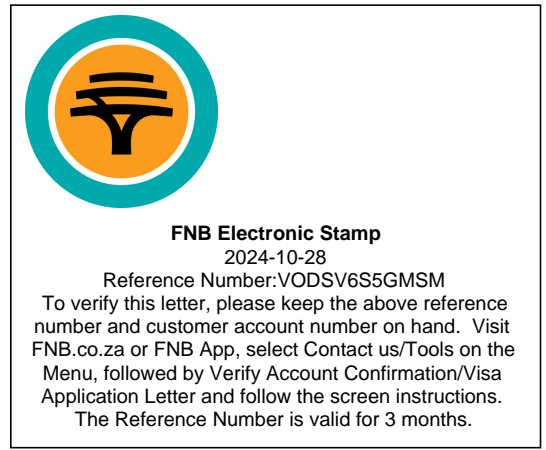 FNB Electronic Stamp
2024-10-28
Reference Number:VODSV6S5GMSM
To verify this letter, please keep the above reference
number and customer account number on hand.  Visit
FNB.co.za or FNB App, select Contact us/Tools on the
Menu, followed by Verify Account Confirmation/Visa
Application Letter and follow the screen instructions.
The Reference Number is valid for 3 months.